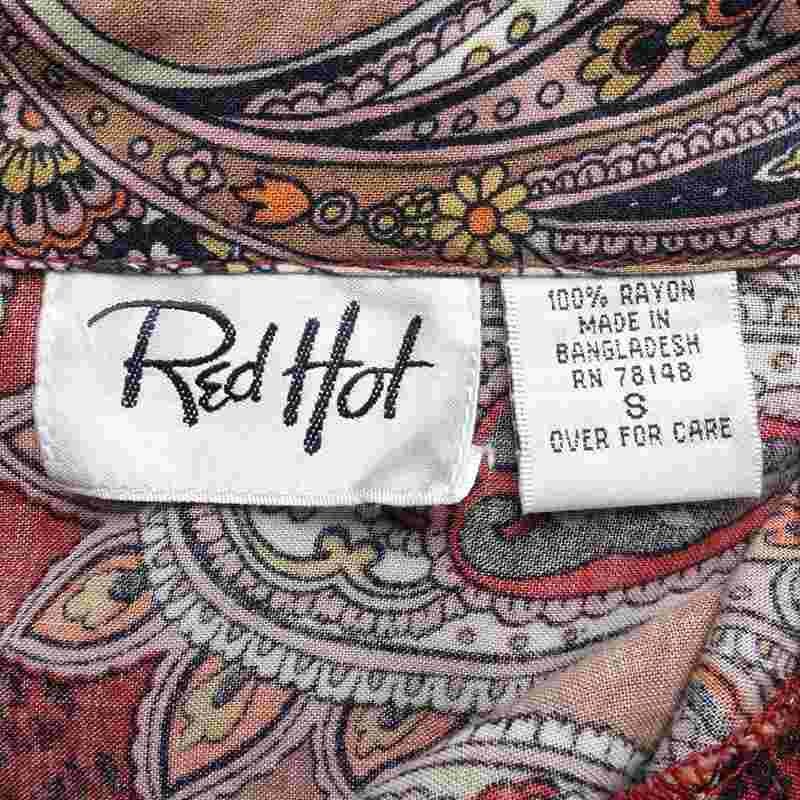 Red Hot
100% RAYON
MADE IN
BANGLADESH
RN 78148
S
OVER FOR CARE